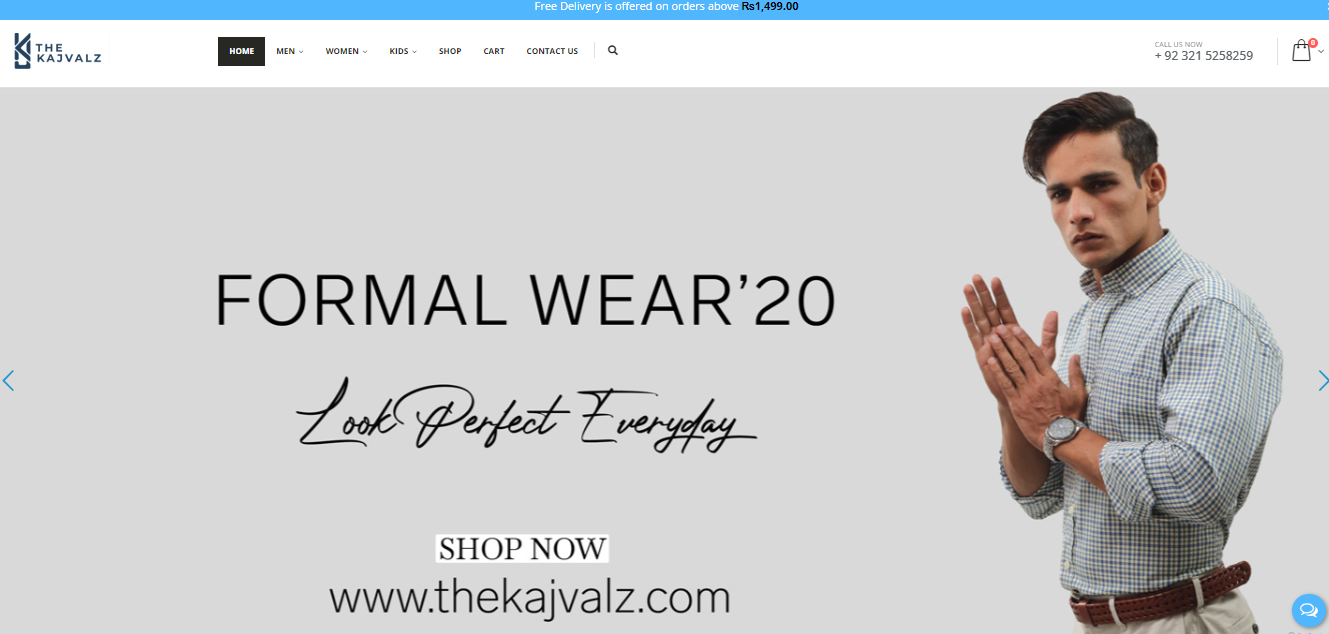 Free Delivery is offered on orders above Rs1,499.00
THE
KAJVALZ
HOME MEN WOMEN KIDS SHOP CART CONTACT US
CALL US NOW
+ 92 321 5258259
0
FORMAL WEAR’20
Look Perfect Everyday
SHOP NOW
www.thekajvalz.com